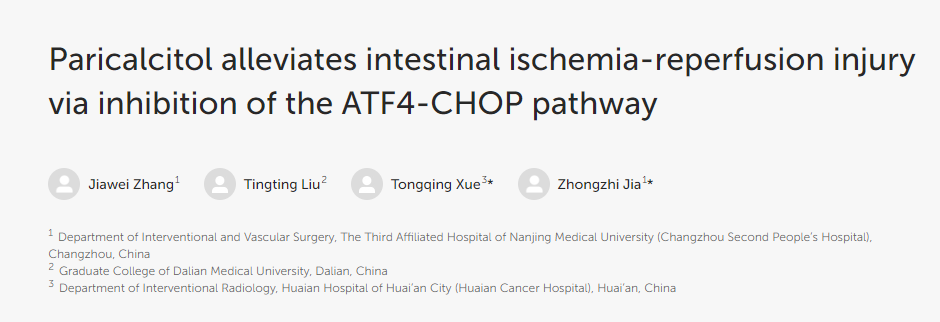 Paricalcitol alleviates intestinal ischemia-reperfusion injury
via inhibition of the ATF4-CHOP pathway
Jiawei Zhang1 Tingting Liu2 Tongqing Xue3* Zhongzhi Jia1*
1 Department of Interventional and Vascular Surgery, The Third Affiliated Hospital of Nanjing Medical University (Changzhou Second People's Hospital),
Changzhou, China
2 Graduate College of Dalian Medical University, Dalian, China
3 Department of Interventional Radiology, Huaian Hospital of Huai'an City (Huaian Cancer Hospital), Huai'an, China